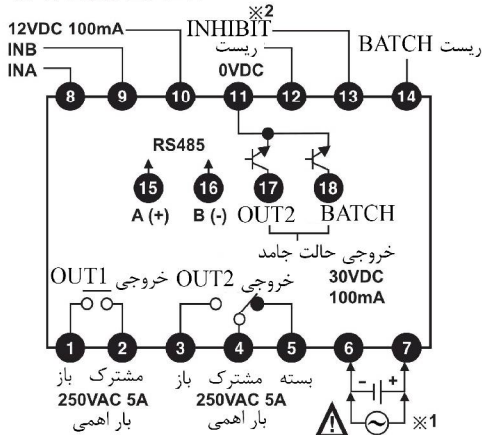 12VDC 100mA
INB
INA
INHIBIT ※2
ریست
0VDC
ریست BATCH
8 9 10 11 12 13 14
RS485
15 16 17 18
A (+) B (-) OUT2 BATCH
خروجی حالت جامد
30VDC
100mA
خروجی OUT1
خروجی OUT2
1 2 3 4 5 6 7
باز مشترک باز مشترک بسته
250VAC 5A 250VAC 5A
بار اهمی بار اهمی
- +
※1